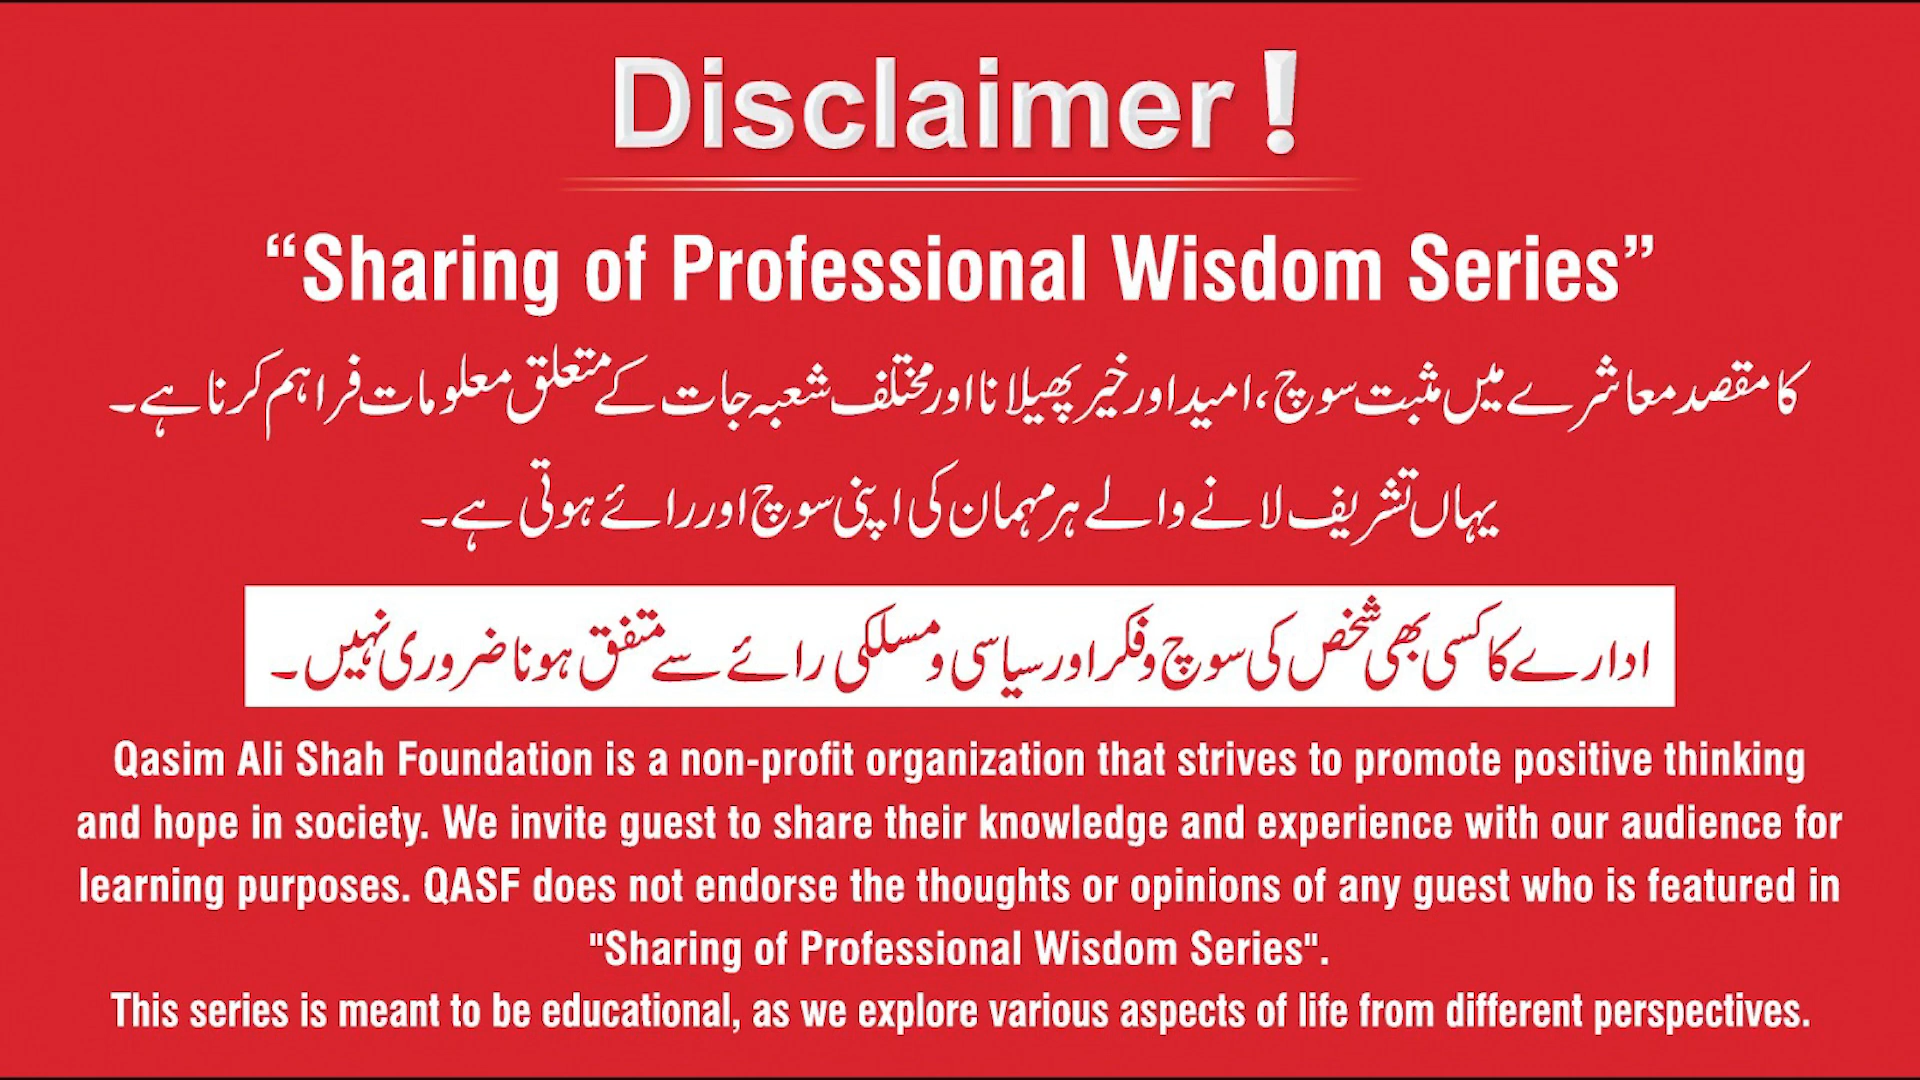 Disclaimer!
“Sharing of Professional Wisdom Series”
کا مقصد معاشرے میں مثبت سوچ، امید اور خیر پھیلانا اور مختلف شعبہ جات کے متعلق معلومات فراہم کرنا ہے۔
یہاں تشریف لانے والے ہر مہمان کی اپنی سوچ اور رائے ہوتی ہے۔
ادارے کا کسی بھی شخص کی سوچ و فکر اور سیاسی و مسلکی رائے سے متفق ہونا ضروری نہیں۔
Qasim Ali Shah Foundation is a non-profit organization that strives to promote positive thinking
and hope in society. We invite guest to share their knowledge and experience with our audience for
learning purposes. QASF does not endorse the thoughts or opinions of any guest who is featured in
"Sharing of Professional Wisdom Series".
This series is meant to be educational, as we explore various aspects of life from different perspectives.